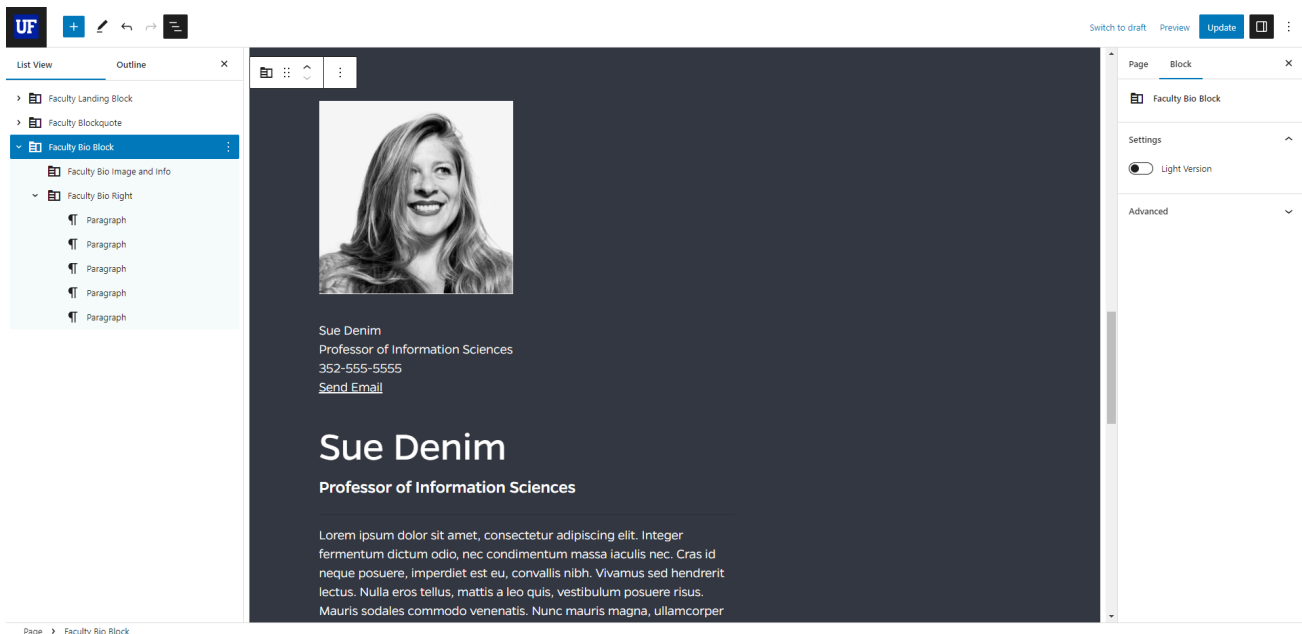 UF
Switch to draft Preview Update
List View Outline
Faculty Landing Block
Faculty Blockquote
Faculty Bio Block
Faculty Bio Image and Info
Faculty Bio Right
Paragraph
Paragraph
Paragraph
Paragraph
Paragraph
Sue Denim
Professor of Information Sciences
352-555-5555
Send Email
Sue Denim
Professor of Information Sciences
Lorem ipsum dolor sit amet, consectetur adipiscing elit. Integer
fermentum dictum odio, nec condimentum massa iaculis nec. Cras id
neque posuere, imperdiet est eu, convallis nibh. Vivamus sed hendrerit
lectus. Nulla eros tellus, mattis a leo quis, vestibulum posuere risus.
Mauris sodales commodo venenatis. Nunc mauris magna, ullamcorper
Page Block
Faculty Bio Block
Settings
Light Version
Advanced
Page > Faculty Bio Block